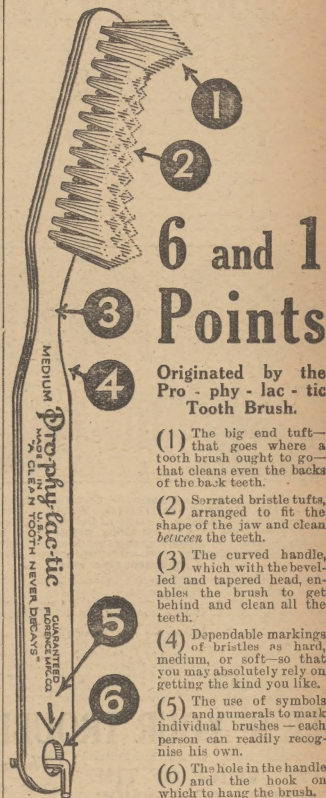 1
2
3
4
5
6
MEDIUM
Pro-phy-lac-tic
MADE IN U.S.A.
"A CLEAN TOOTH NEVER DECAYS"
GUARANTEED
FLORENCE MFG. CO.
6 and 1
Points
Originated by the
Pro - phy - lac - tic
Tooth Brush.
(1) The big end tuft—
that goes where a
tooth brush ought to go—
that cleans even the backs
of the back teeth.
(2) Serrated bristle tufts,
arranged to fit the
shape of the jaw and clean
between the teeth.
(3) The curved handle,
which with the bevel-
led and tapered head, en-
ables the brush to get
behind and clean all the
teeth.
(4) Dependable markings
of bristles as hard,
medium, or soft—so that
you may absolutely rely on
getting the kind you like.
(5) The use of symbols
and numerals to mark
individual brushes—each
person can readily recog-
nise his own.
(6) The hole in the handle
and the hook on
which to hang the brush.